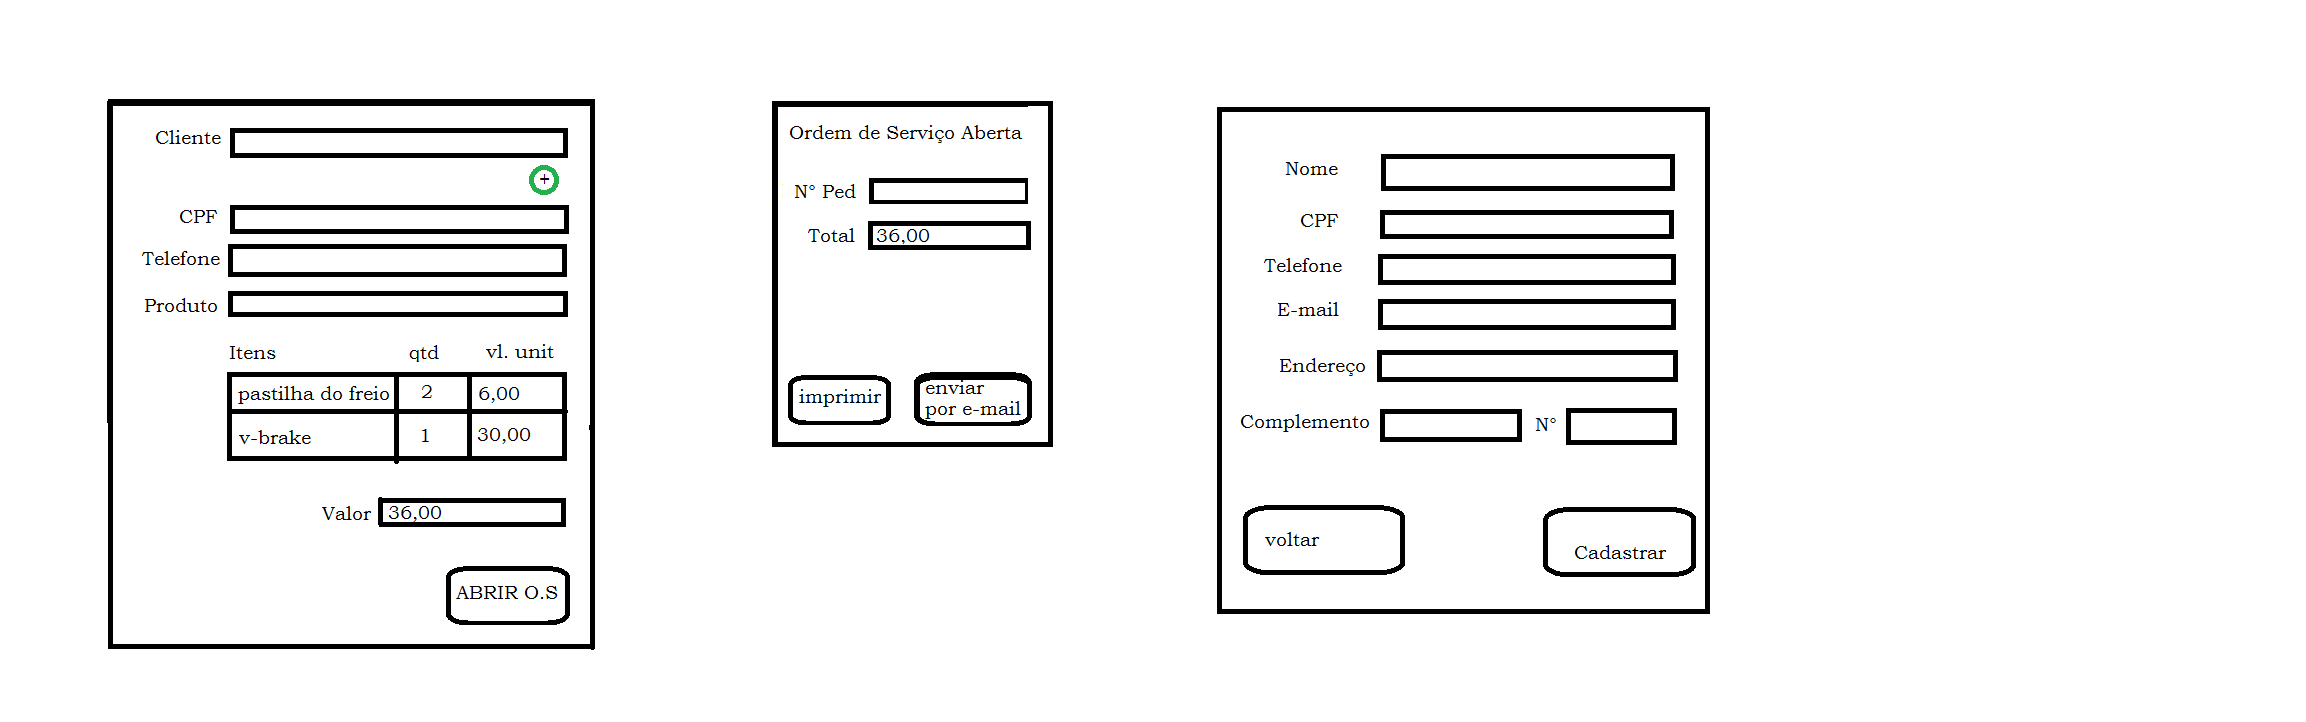 Cliente
+
CPF
Telefone
Produto
Itens qtd vl. unit
pastilha do freio 2 6,00
v-brake 1 30,00
Valor 36,00
ABRIR O.S
Ordem de Serviço Aberta
N° Ped
Total 36,00
imprimir
enviar
por e-mail
Nome
CPF
Telefone
E-mail
Endereço
Complemento N°
voltar
Cadastrar